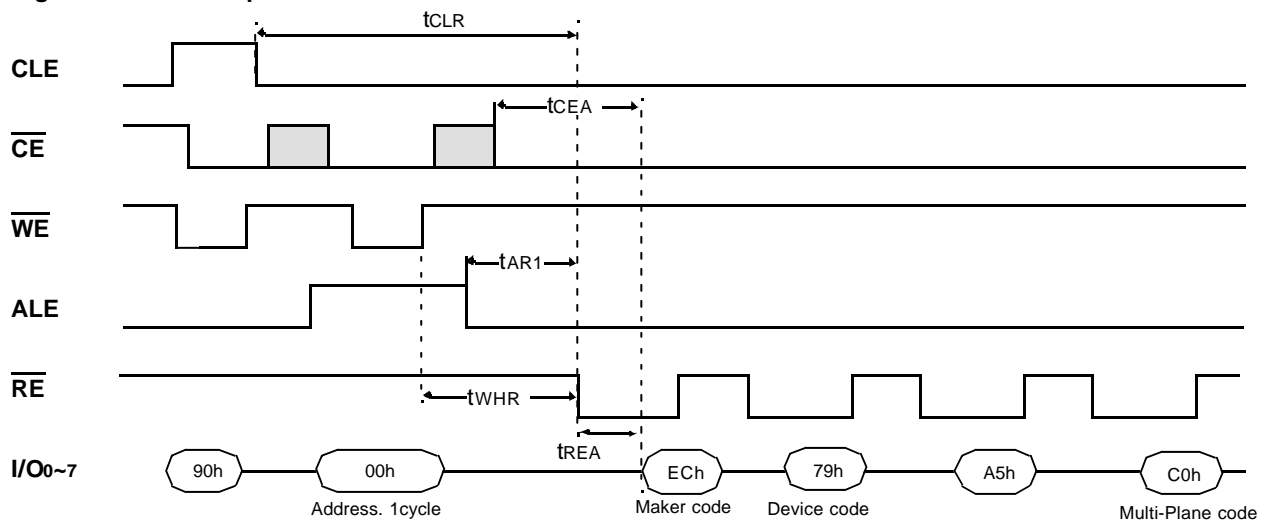 tCLR
CLE
tCEA
CE
WE
tAR1
ALE
RE
tWHR
tREA
I/O0~7
90h
00h
ECh
79h
A5h
C0h
Address. 1cycle
Maker code
Device code
Multi-Plane code